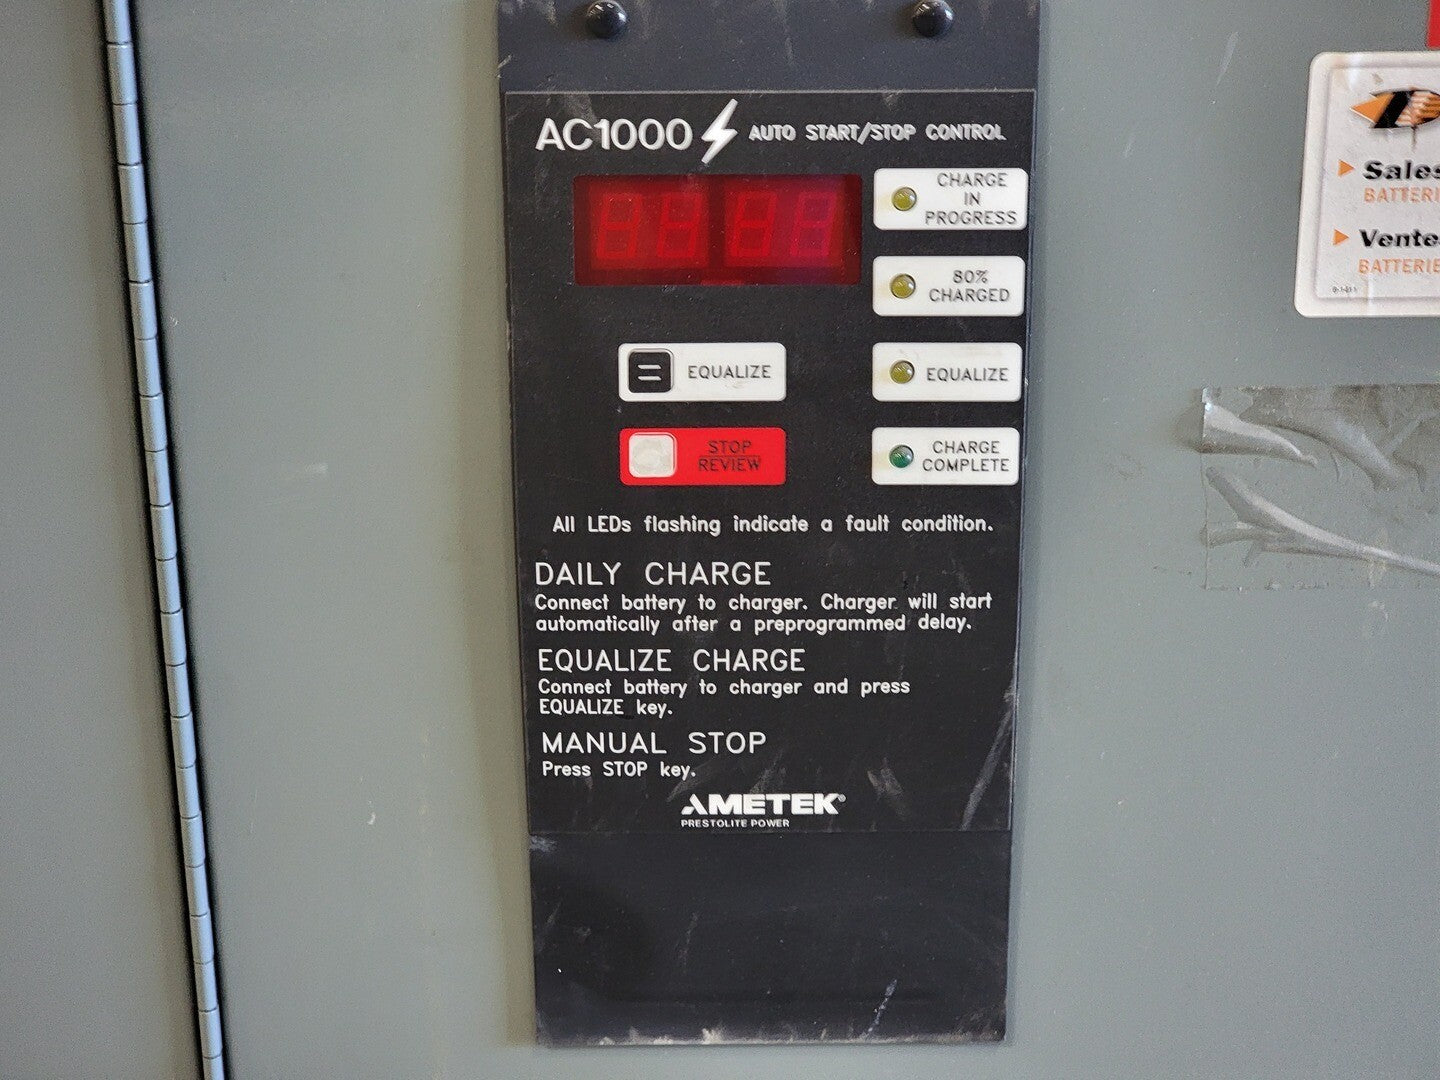 AC1000 AUTO START/STOP CONTROL
CHARGE
IN
PROGRESS
80%
CHARGED
EQUALIZE
EQUALIZE
STOP
REVIEW
CHARGE
COMPLETE
All LEDs flashing indicate a fault condition.
DAILY CHARGE
Connect battery to charger. Charger will start
automatically after a preprogrammed delay.
EQUALIZE CHARGE
Connect battery to charger and press
EQUALIZE key.
MANUAL STOP
Press STOP key.
AMETEK®
PRESTOLITE POWER
Sales
BATTERI
Vente
BATTERIE